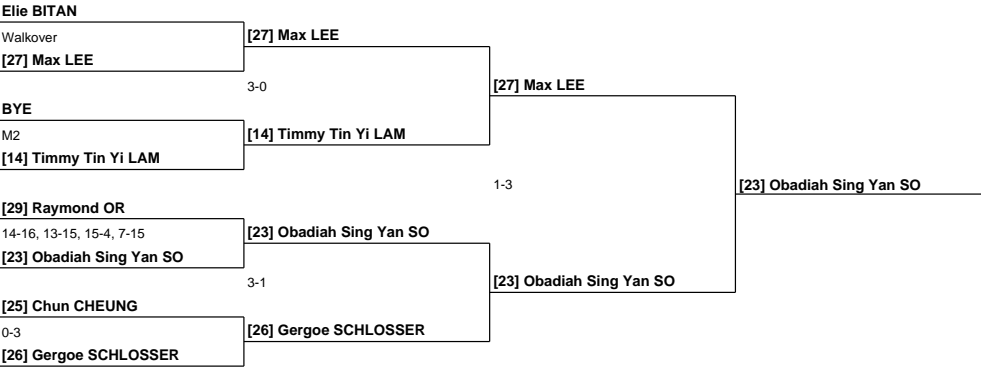 Elie BITAN
Walkover
[27] Max LEE
BYE
M2
[14] Timmy Tin Yi LAM
[29] Raymond OR
14-16, 13-15, 15-4, 7-15
[23] Obadiah Sing Yan SO
[25] Chun CHEUNG
0-3
[26] Gergoe SCHLOSSER
[27] Max LEE
3-0
[14] Timmy Tin Yi LAM
[23] Obadiah Sing Yan SO
3-1
[26] Gergoe SCHLOSSER
[27] Max LEE
1-3
[23] Obadiah Sing Yan SO
[23] Obadiah Sing Yan SO